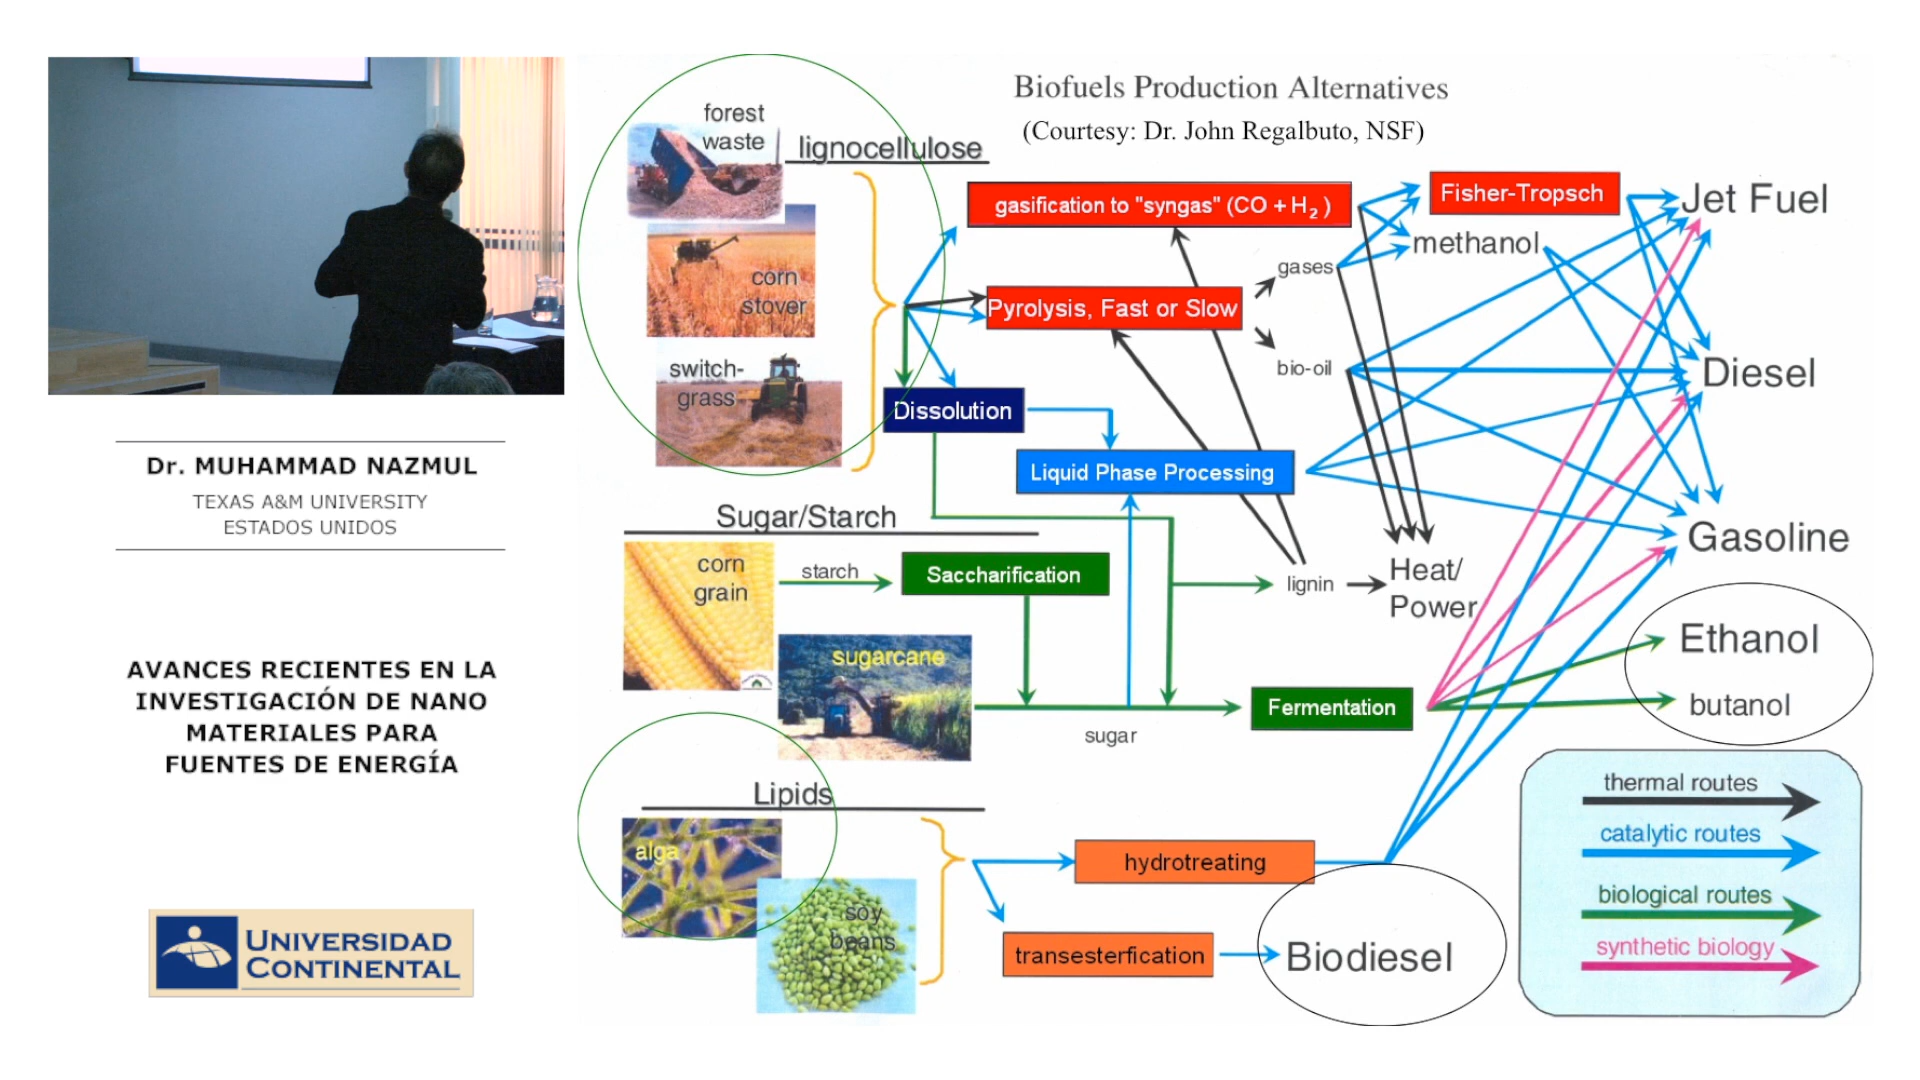 Dr. MUHAMMAD NAZMUL
TEXAS A&M UNIVERSITY
ESTADOS UNIDOS
AVANCES RECIENTES EN LA
INVESTIGACIÓN DE NANO
MATERIALES PARA
FUENTES DE ENERGÍA
UNIVERSIDAD
CONTINENTAL
Biofuels Production Alternatives
(Courtesy: Dr. John Regalbuto, NSF)
forest
waste
lignocellulose
corn
stover
switch-
grass
gasification to "syngas" (CO + H2 )
Fisher-Tropsch
Jet Fuel
methanol
gases
Pyrolysis, Fast or Slow
bio-oil
Diesel
Dissolution
Liquid Phase Processing
Sugar/Starch
Gasoline
corn
grain
starch
Saccharification
lignin
Heat/
Power
sugarcane
Ethanol
butanol
Fermentation
sugar
Lipids
alga
soy
beans
hydrotreating
transesterfication
Biodiesel
thermal routes
catalytic routes
biological routes
synthetic biology